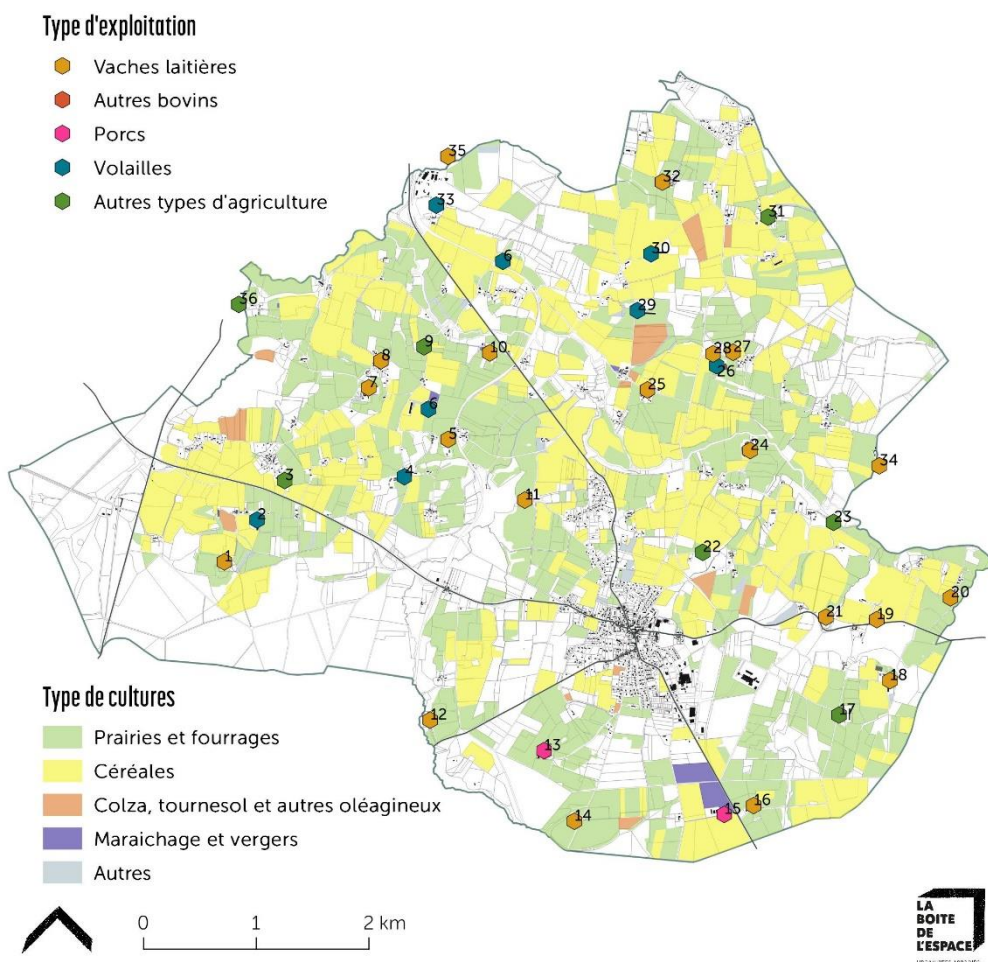 Type d'exploitation
Vaches laitières
Autres bovins
Porcs
Volailles
Autres types d'agriculture
35
33
32
31
6
30
36
29
9
10
8
28
27
26
7
25
6
5
24
34
3
4
11
2
23
1
22
20
21
19
18
12
17
13
14
15
16
Type de cultures
Prairies et fourrages
Céréales
Colza, tournesol et autres oléagineux
Maraichage et vergers
Autres
0 1 2 km
LA
BOITE
DE
L'ESPACE